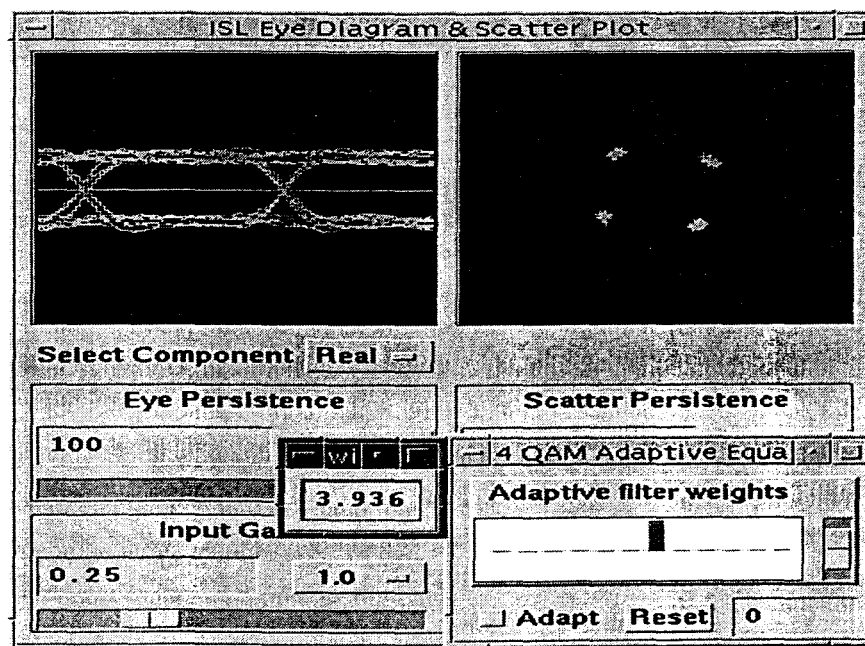 ISL Eye Diagram & Scatter Plot
Select Component Real
Eye Persistence
100
Scatter Persistence
wi
3.936
4 QAM Adaptive Equa
Adaptive filter weights
Input Ga
0.25
1.0
Adapt Reset 0